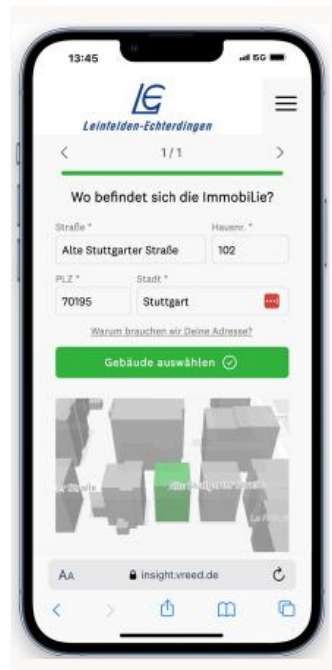 13:45
5G
LE
Leinfelden-Echterdingen
1/1
Wo befindet sich die Immobilie?
Straße *
Hausnr. *
Alte Stuttgarter Straße
102
PLZ *
Stadt *
70195
Stuttgart
Warum brauchen wir Deine Adresse?
Gebäude auswählen
AA
insight.vreed.de